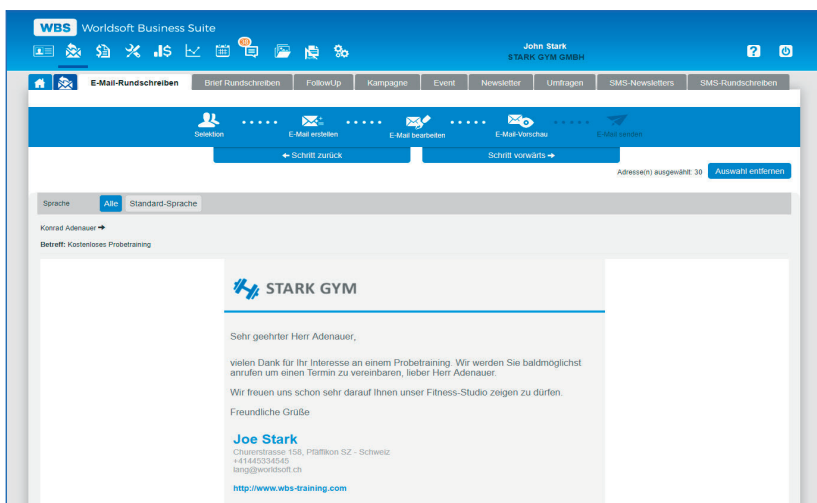 WBS Worldsoft Business Suite
John Stark
STARK GYM GMBH
E-Mail-Rundschreiben Brief Rundschreiben FollowUp Kampagne Event Newsletter Umfragen SMS-Newsletters SMS-Rundschreiben
Selektion E-Mail erstellen E-Mail bearbeiten E-Mail-Vorschau E-Mail senden
← Schritt zurück Schritt vorwärts →
Adresse(n) ausgewählt: 30 Auswahl entfernen
Sprache Alle Standard-Sprache
Konrad Adenauer →
Betreff: Kostenloses Probetraining
STARK GYM
Sehr geehrter Herr Adenauer,
vielen Dank für Ihr Interesse an einem Probetraining. Wir werden Sie baldmöglichst
anrufen um einen Termin zu vereinbaren, lieber Herr Adenauer.
Wir freuen uns schon sehr darauf Ihnen unser Fitness-Studio zeigen zu dürfen.
Freundliche Grüße
Joe Stark
Churerstrasse 158, Pfäffikon SZ - Schweiz
+41445334545
lang@worldsoft.ch
http://www.wbs-training.com